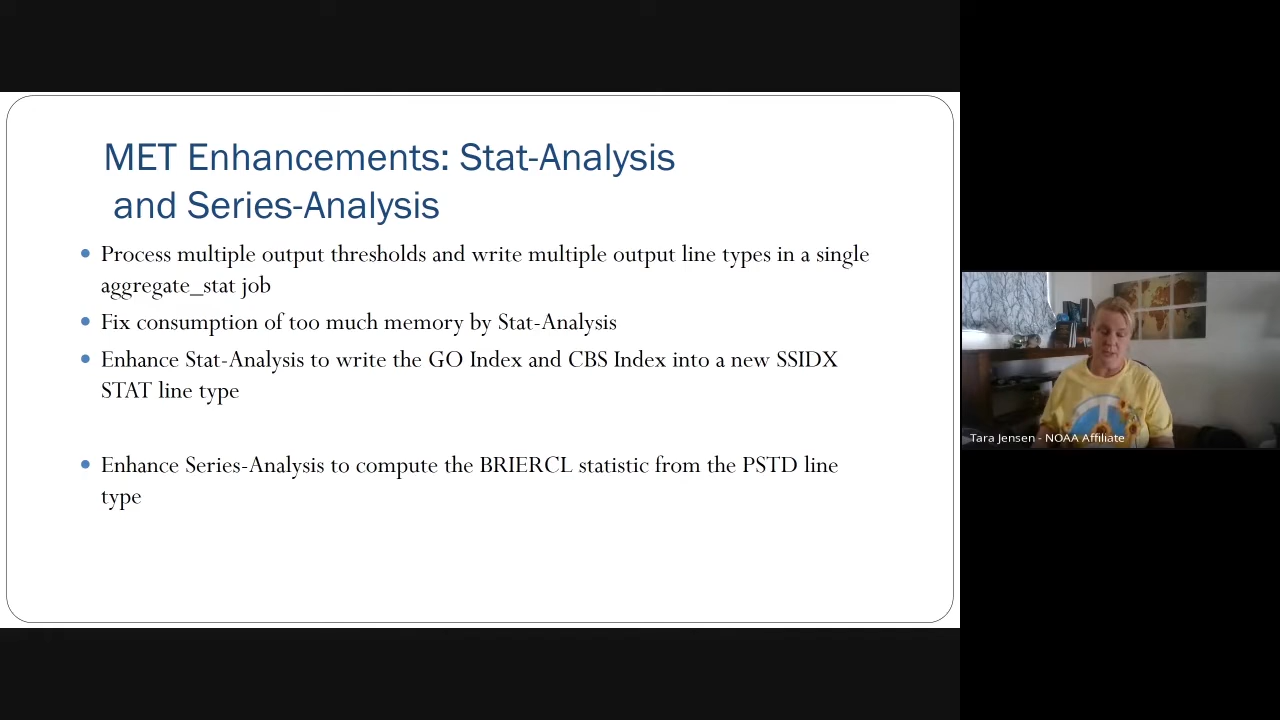 MET Enhancements: Stat-Analysis
and Series-Analysis
• Process multiple output thresholds and write multiple output line types in a single
aggregate_stat job
• Fix consumption of too much memory by Stat-Analysis
• Enhance Stat-Analysis to write the GO Index and CBS Index into a new SSIDX
STAT line type
• Enhance Series-Analysis to compute the BRIERCL statistic from the PSTD line
type
Tara Jensen - NOAA Affiliate